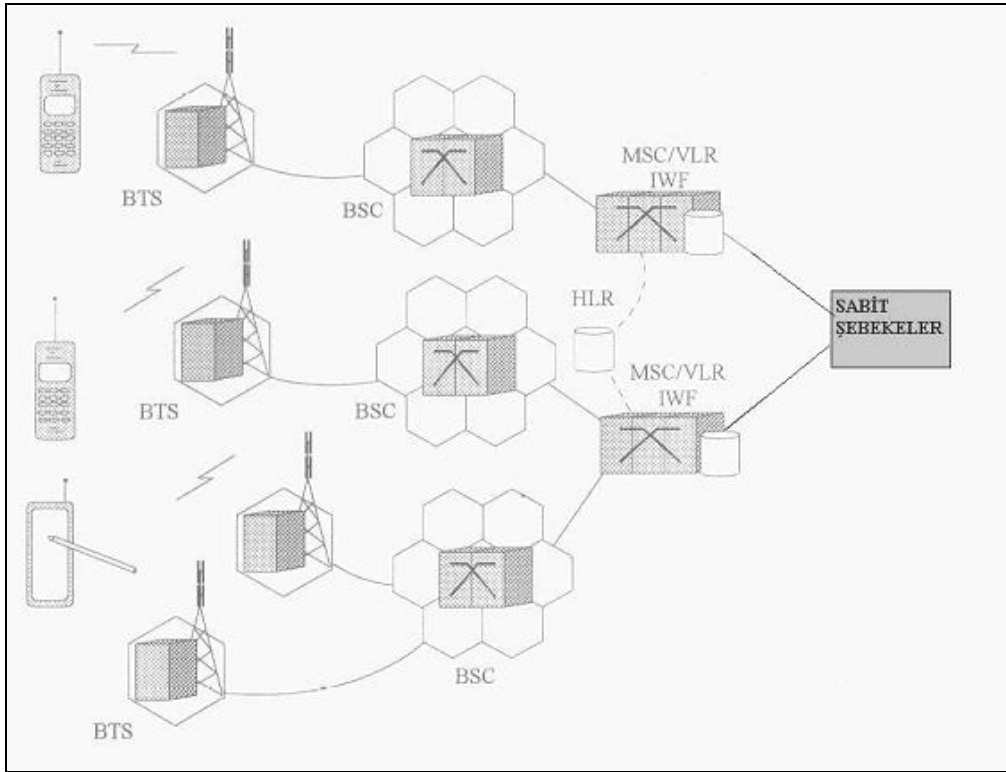 BTS
BSC
MSC/VLR
IWF
HLR
SABİT
ŞEBEKELER
BTS
BSC
MSC/VLR
IWF
BSC
BTS